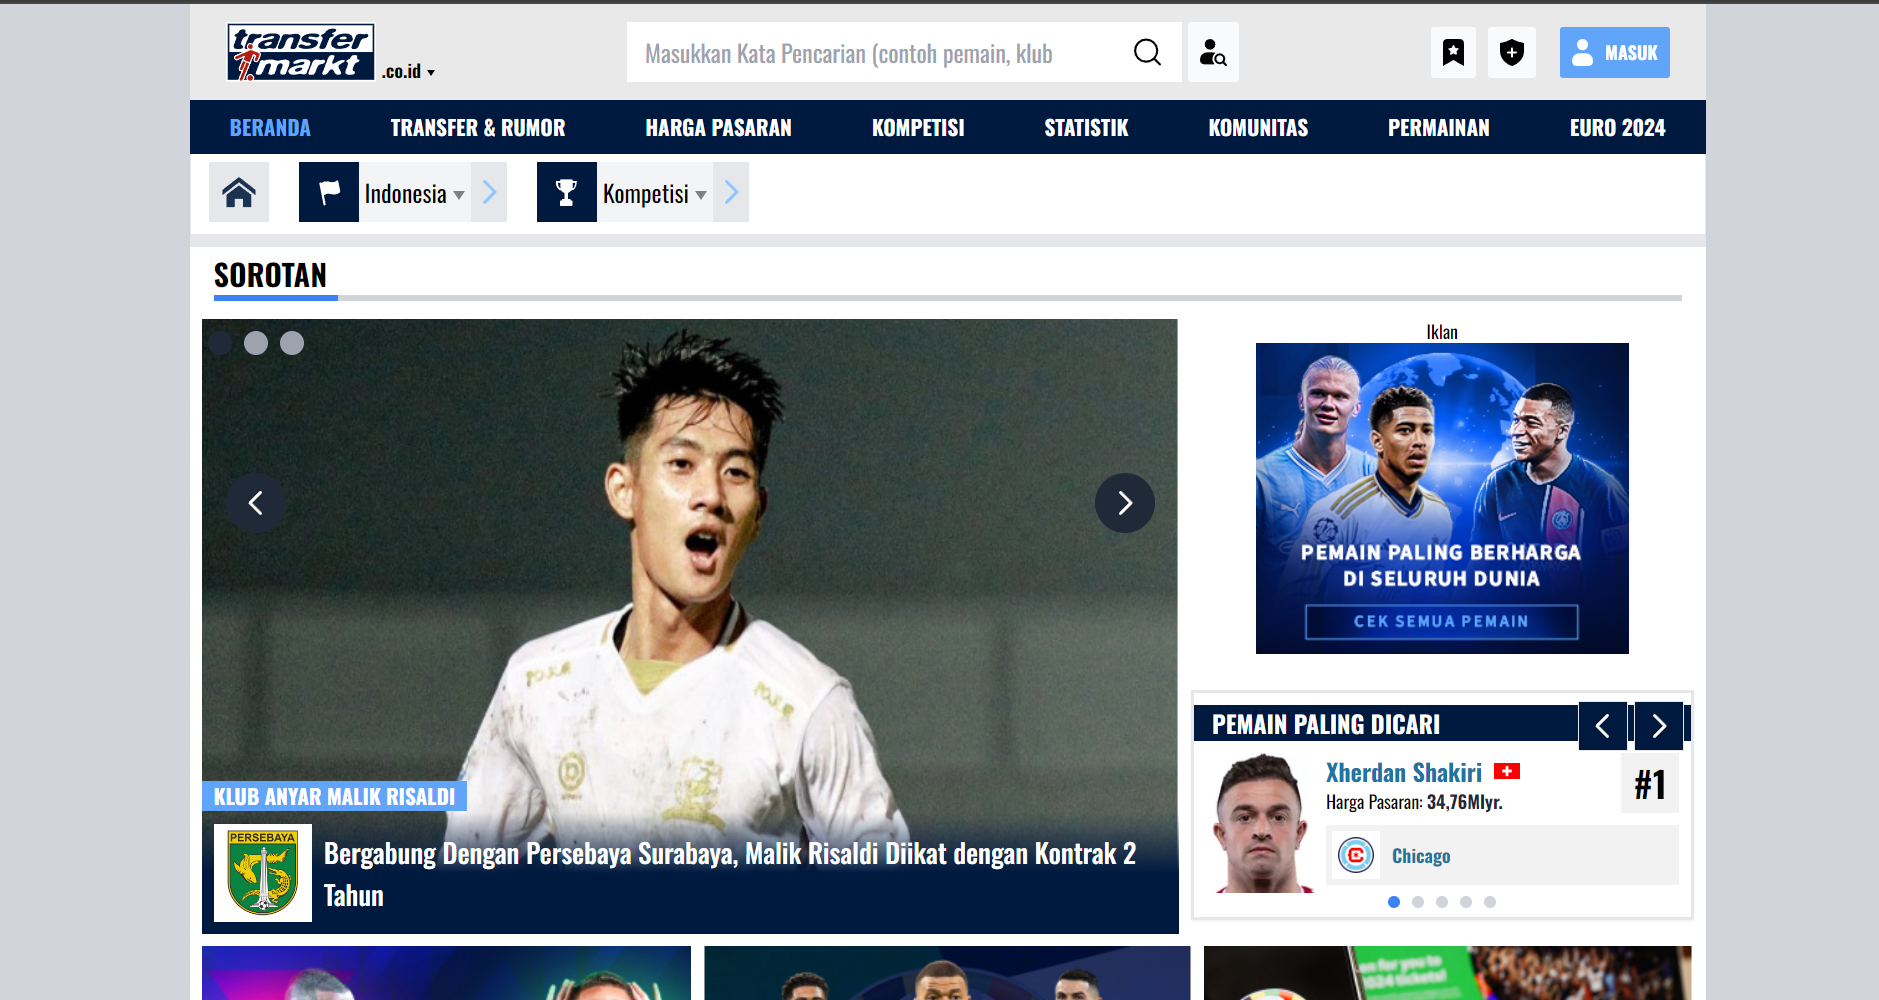 transfer
markt
.co.id
Masukkan Kata Pencarian (contoh pemain, klub
MASUK
BERANDA
TRANSFER & RUMOR
HARGA PASARAN
KOMPETISI
STATISTIK
KOMUNITAS
PERMAINAN
EURO 2024
Indonesia
Kompetisi
SOROTAN
Iklan
PEMAIN PALING BERHARGA
DI SELURUH DUNIA
CEK SEMUA PEMAIN
KLUB ANYAR MALIK RISALDI
PERSEBAYA
Bergabung Dengan Persebaya Surabaya, Malik Risaldi Diikat dengan Kontrak 2
Tahun
PEMAIN PALING DICARI
Xherdan Shakiri
#1
Harga Pasaran: 34,76Mlyr.
Chicago